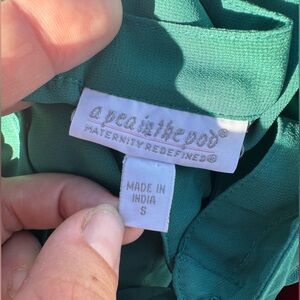 a pea in the pod®
MATERNITY REDEFINED®
MADE IN
INDIA
S